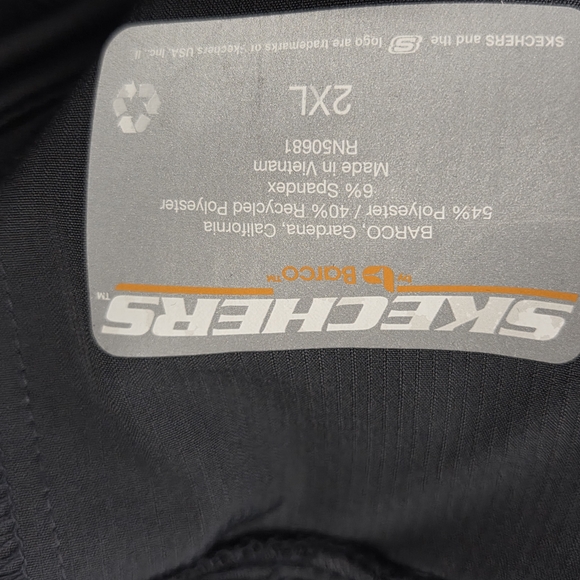 SKECHERS™
by b Barco™
BARCO, Gardena, California
54% Polyester / 40% Recycled Polyester
6% Spandex
Made in Vietnam
RN50681
2XL
SKECHERS and the S logo are trademarks of Skechers USA, Inc. II